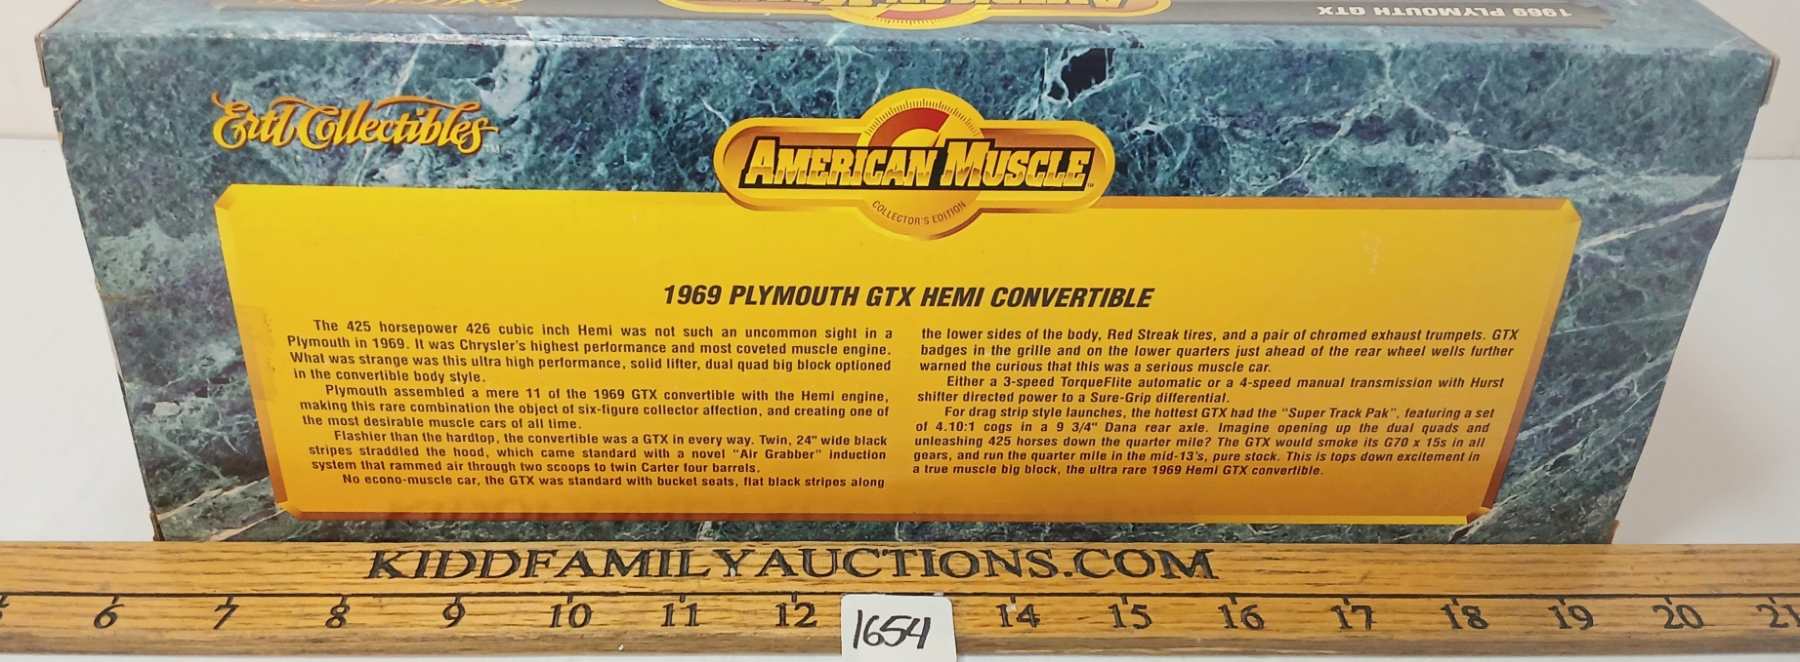 1969 PLYMOUTH GTX
AMERICAN MUSCLE
Ertl Collectibles
AMERICAN MUSCLE
COLLECTOR'S EDITION
1969 PLYMOUTH GTX HEMI CONVERTIBLE
The 425 horsepower 426 cubic inch Hemi was not such an uncommon sight in a
Plymouth in 1969. It was Chrysler's highest performance and most coveted muscle engine.
What was strange was this ultra high performance, solid lifter, dual quad big block optioned
in the convertible body style.
Plymouth assembled a mere 11 of the 1969 GTX convertible with the Hemi engine,
making this rare combination the object of six-figure collector affection, and creating one of
the most desirable muscle cars of all time.
Flashier than the hardtop, the convertible was a GTX in every way. Twin, 24" wide black
stripes straddled the hood, which came standard with a novel "Air Grabber" induction
system that rammed air through two scoops to twin Carter four barrels.
No econo-muscle car, the GTX was standard with bucket seats, flat black stripes along
the lower sides of the body, Red Streak tires, and a pair of chromed exhaust trumpets. GTX
badges in the grille and on the lower quarters just ahead of the rear wheel wells further
warned the curious that this was a serious muscle car.
Either a 3-speed TorqueFlite automatic or a 4-speed manual transmission with Hurst
shifter directed power to a Sure-Grip differential.
For drag strip style launches, the hottest GTX had the "Super Track Pak", featuring a set
of 4.10:1 cogs in a 9 3/4" Dana rear axle. Imagine opening up the dual quads and
unleashing 425 horses down the quarter mile? The GTX would smoke its G70 x 15s in all
gears, and run the quarter mile in the mid-13's, pure stock. This is tops down excitement in
a true muscle big block, the ultra rare 1969 Hemi GTX convertible.
KIDDFAMILYAUCTIONS.COM
6 7 8 9 10 11 12 14 15 16 17 18 19 20 21
1654